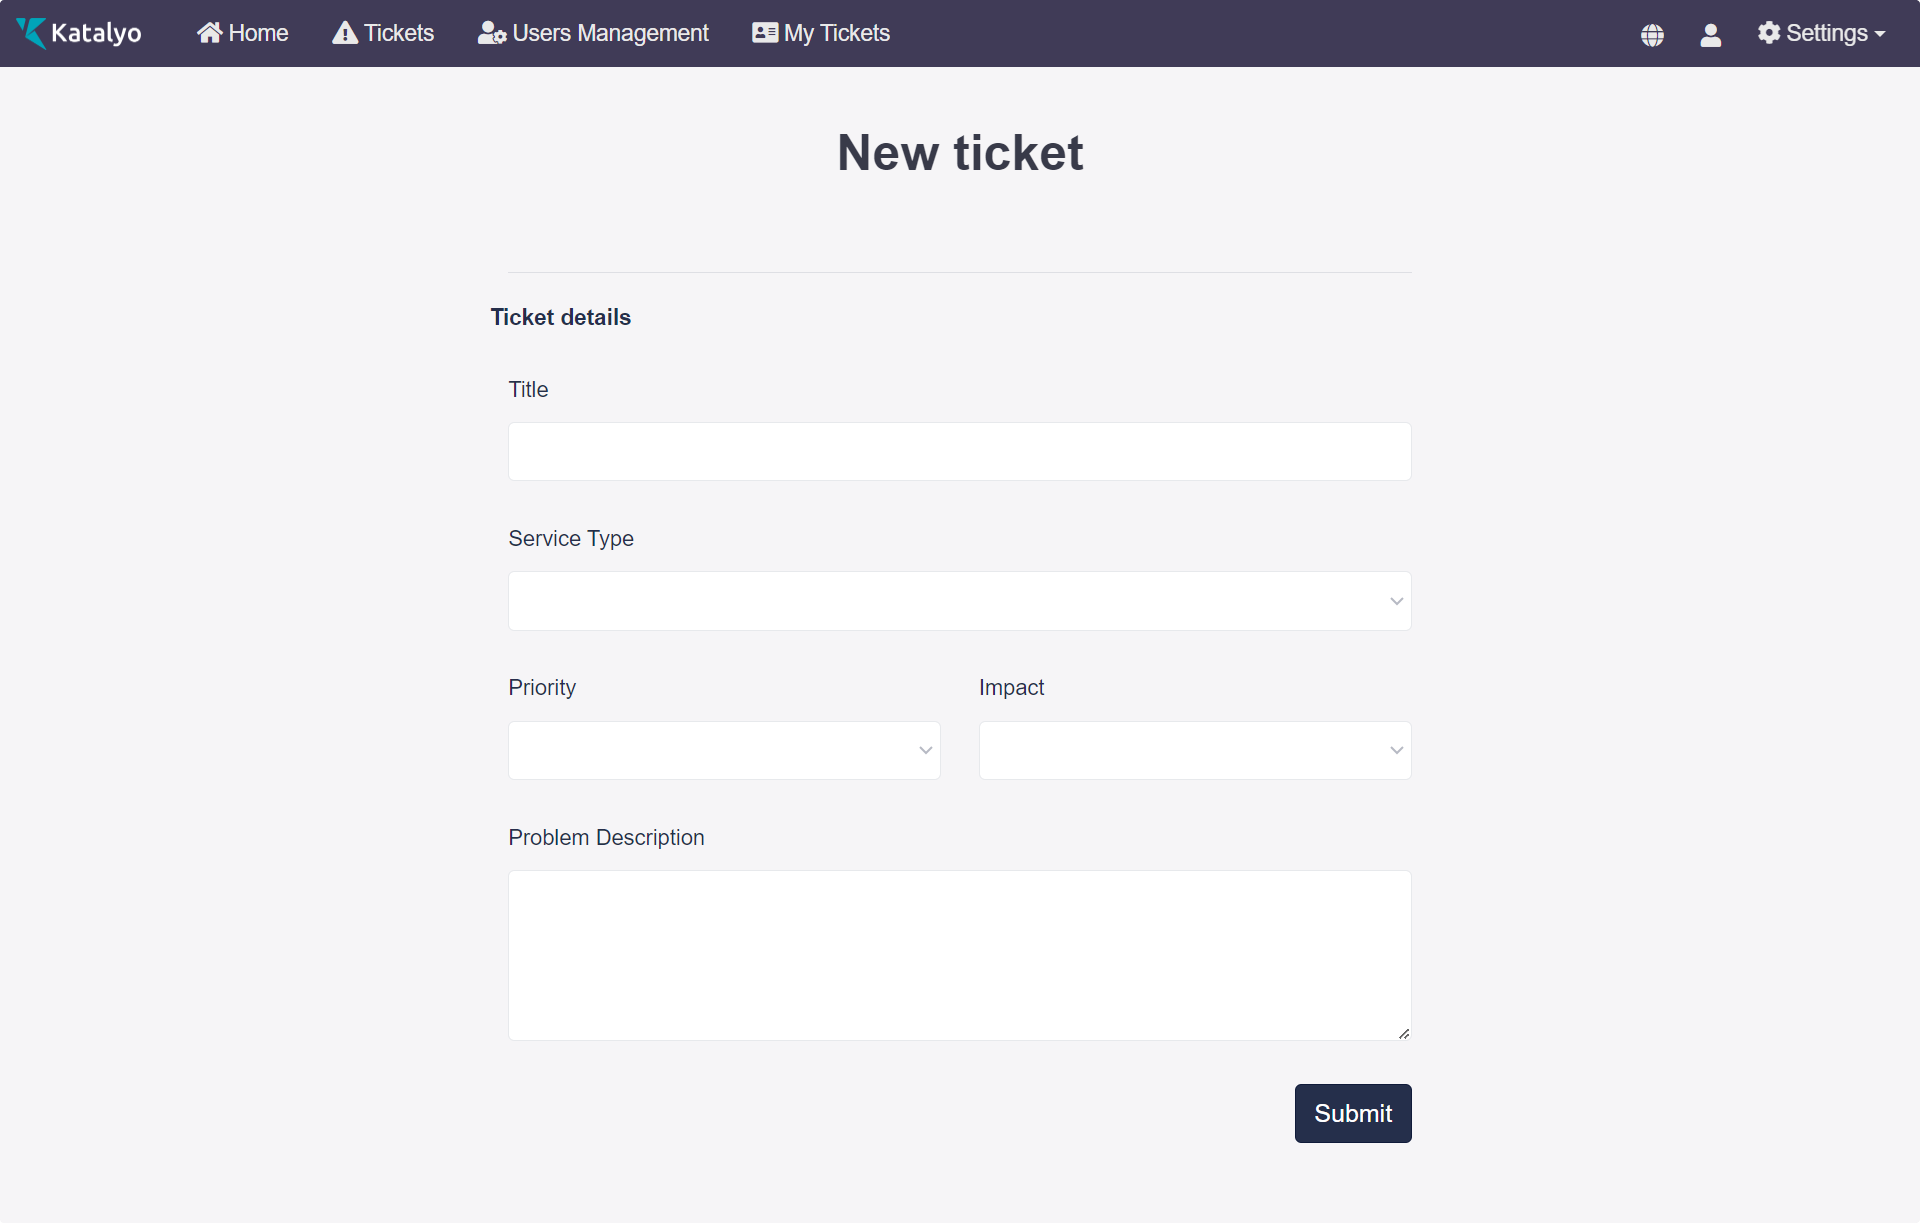 Katalyo Home Tickets Users Management My Tickets Settings
New ticket
Ticket details
Title
Service Type
Priority Impact
Problem Description
Submit